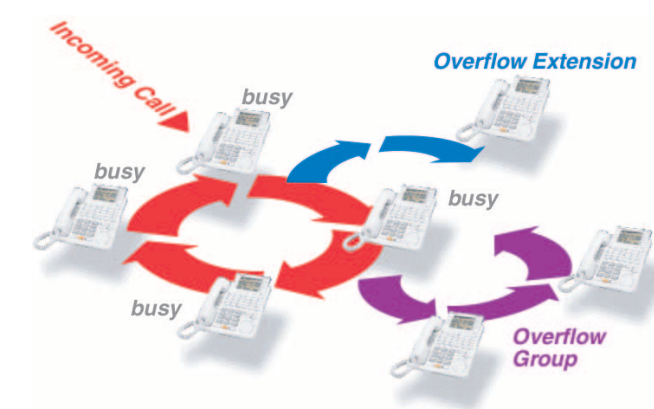 Incoming Call
Overflow Extension
busy
busy
busy
busy
Overflow
Group